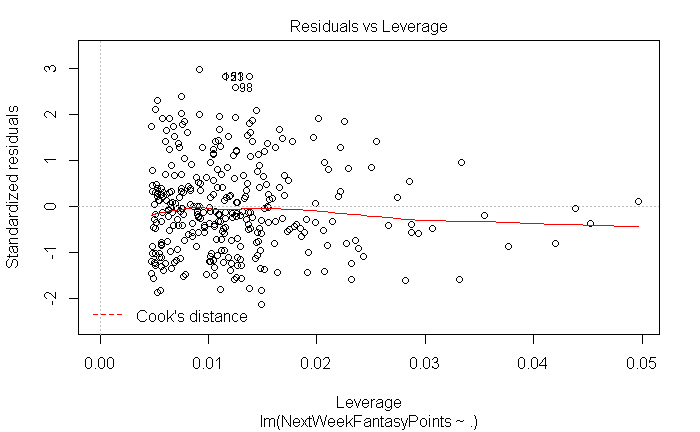 Residuals vs Leverage
Standardized residuals
3
2
1
0
-1
-2
98
Cook's distance
0.00 0.01 0.02 0.03 0.04 0.05
Leverage
lm(NextWeekFantasyPoints ~ .)